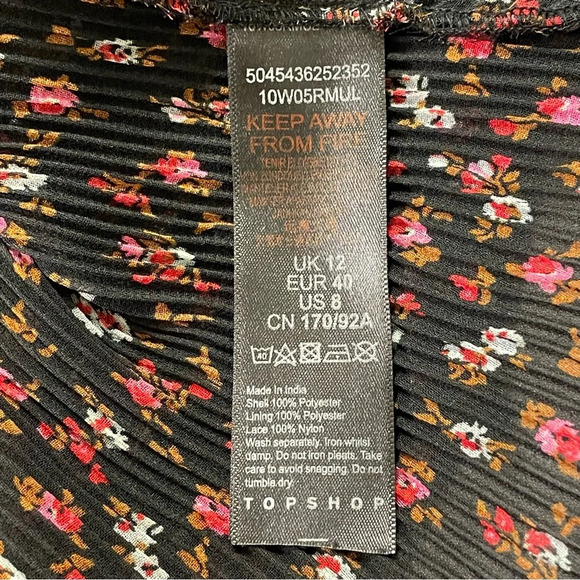 5045436252352
10W05RMUL
KEEP AWAY
FROM FIRE
UK 12
EUR 40
US 8
CN 170/92A
40
Made In India
Shell 100% Polyester
Lining 100% Polyester
Lace 100% Nylon
Wash separately. Iron whilst
damp. Do not iron pleats. Take
care to avoid snagging. Do not
tumble dry.
TOPSHOP